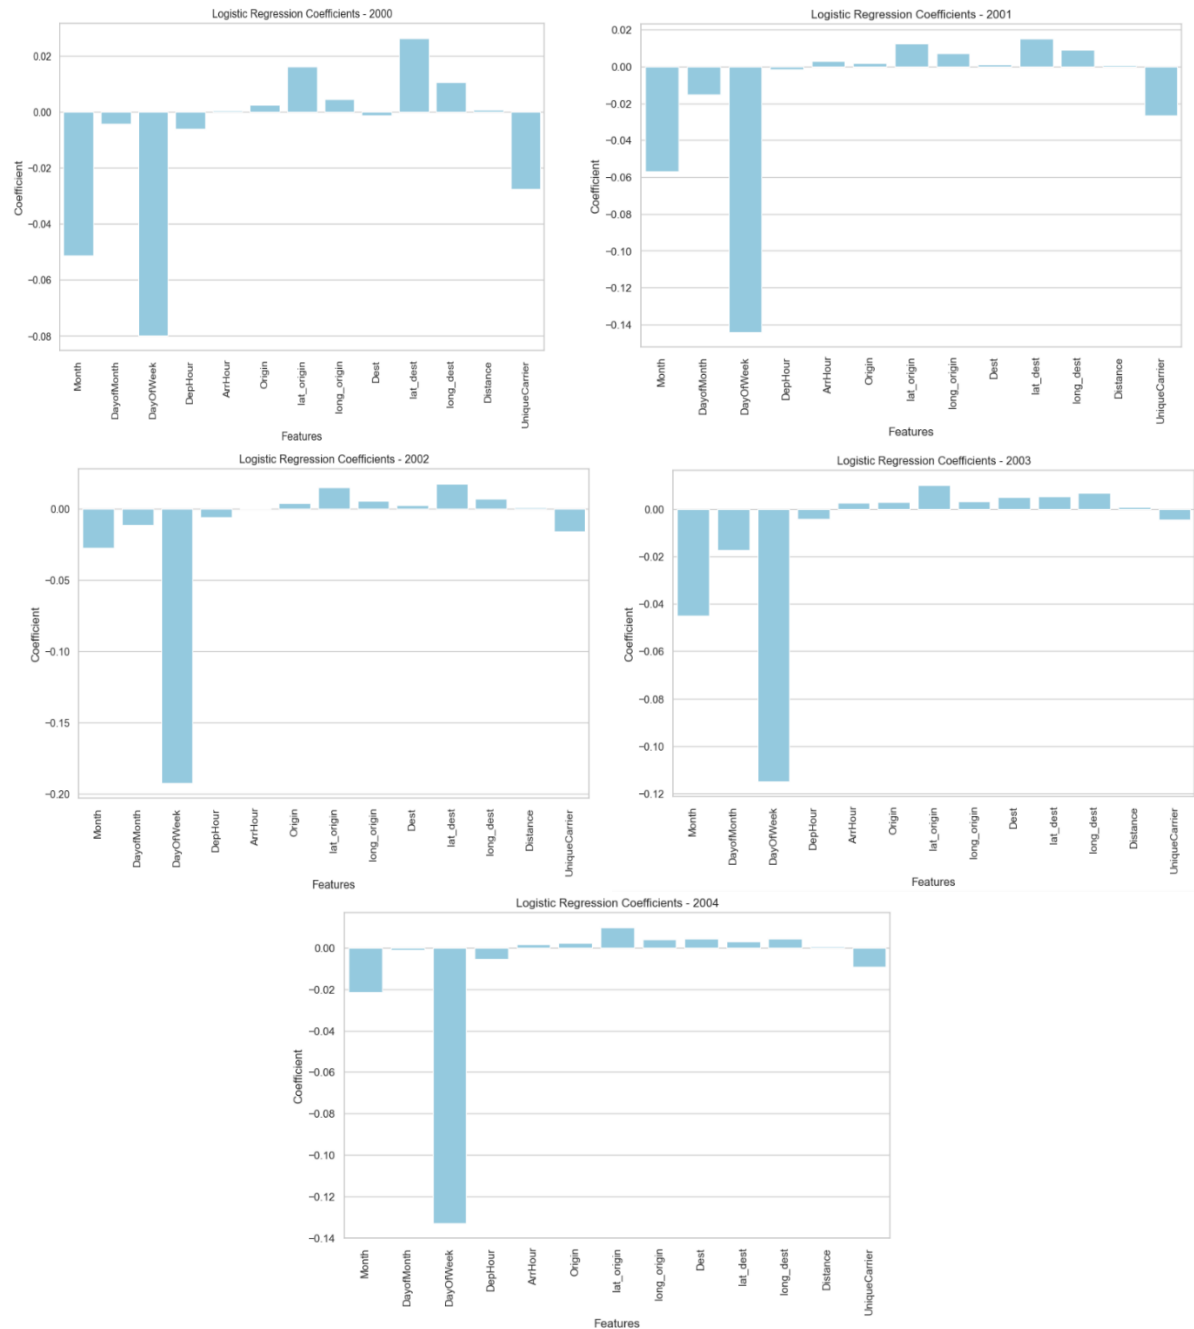 Logistic Regression Coefficients - 2000
0.02
0.00
−0.02
−0.04
−0.06
−0.08
Coefficient
Month
DayofMonth
DayOfWeek
DepHour
ArrHour
Origin
lat_origin
long_origin
Dest
lat_dest
long_dest
Distance
UniqueCarrier
Features
Logistic Regression Coefficients - 2001
0.02
0.00
−0.02
−0.04
−0.06
−0.08
−0.10
−0.12
−0.14
Coefficient
Month
DayofMonth
DayOfWeek
DepHour
ArrHour
Origin
lat_origin
long_origin
Dest
lat_dest
long_dest
Distance
UniqueCarrier
Features
Logistic Regression Coefficients - 2002
0.00
−0.05
−0.10
−0.15
−0.20
Coefficient
Month
DayofMonth
DayOfWeek
DepHour
ArrHour
Origin
lat_origin
long_origin
Dest
lat_dest
long_dest
Distance
UniqueCarrier
Features
Logistic Regression Coefficients - 2003
0.00
−0.02
−0.04
−0.06
−0.08
−0.10
−0.12
Coefficient
Month
DayofMonth
DayOfWeek
DepHour
ArrHour
Origin
lat_origin
long_origin
Dest
lat_dest
long_dest
Distance
UniqueCarrier
Features
Logistic Regression Coefficients - 2004
0.00
−0.02
−0.04
−0.06
−0.08
−0.10
−0.12
−0.14
Coefficient
Month
DayofMonth
DayOfWeek
DepHour
ArrHour
Origin
lat_origin
long_origin
Dest
lat_dest
long_dest
Distance
UniqueCarrier
Features